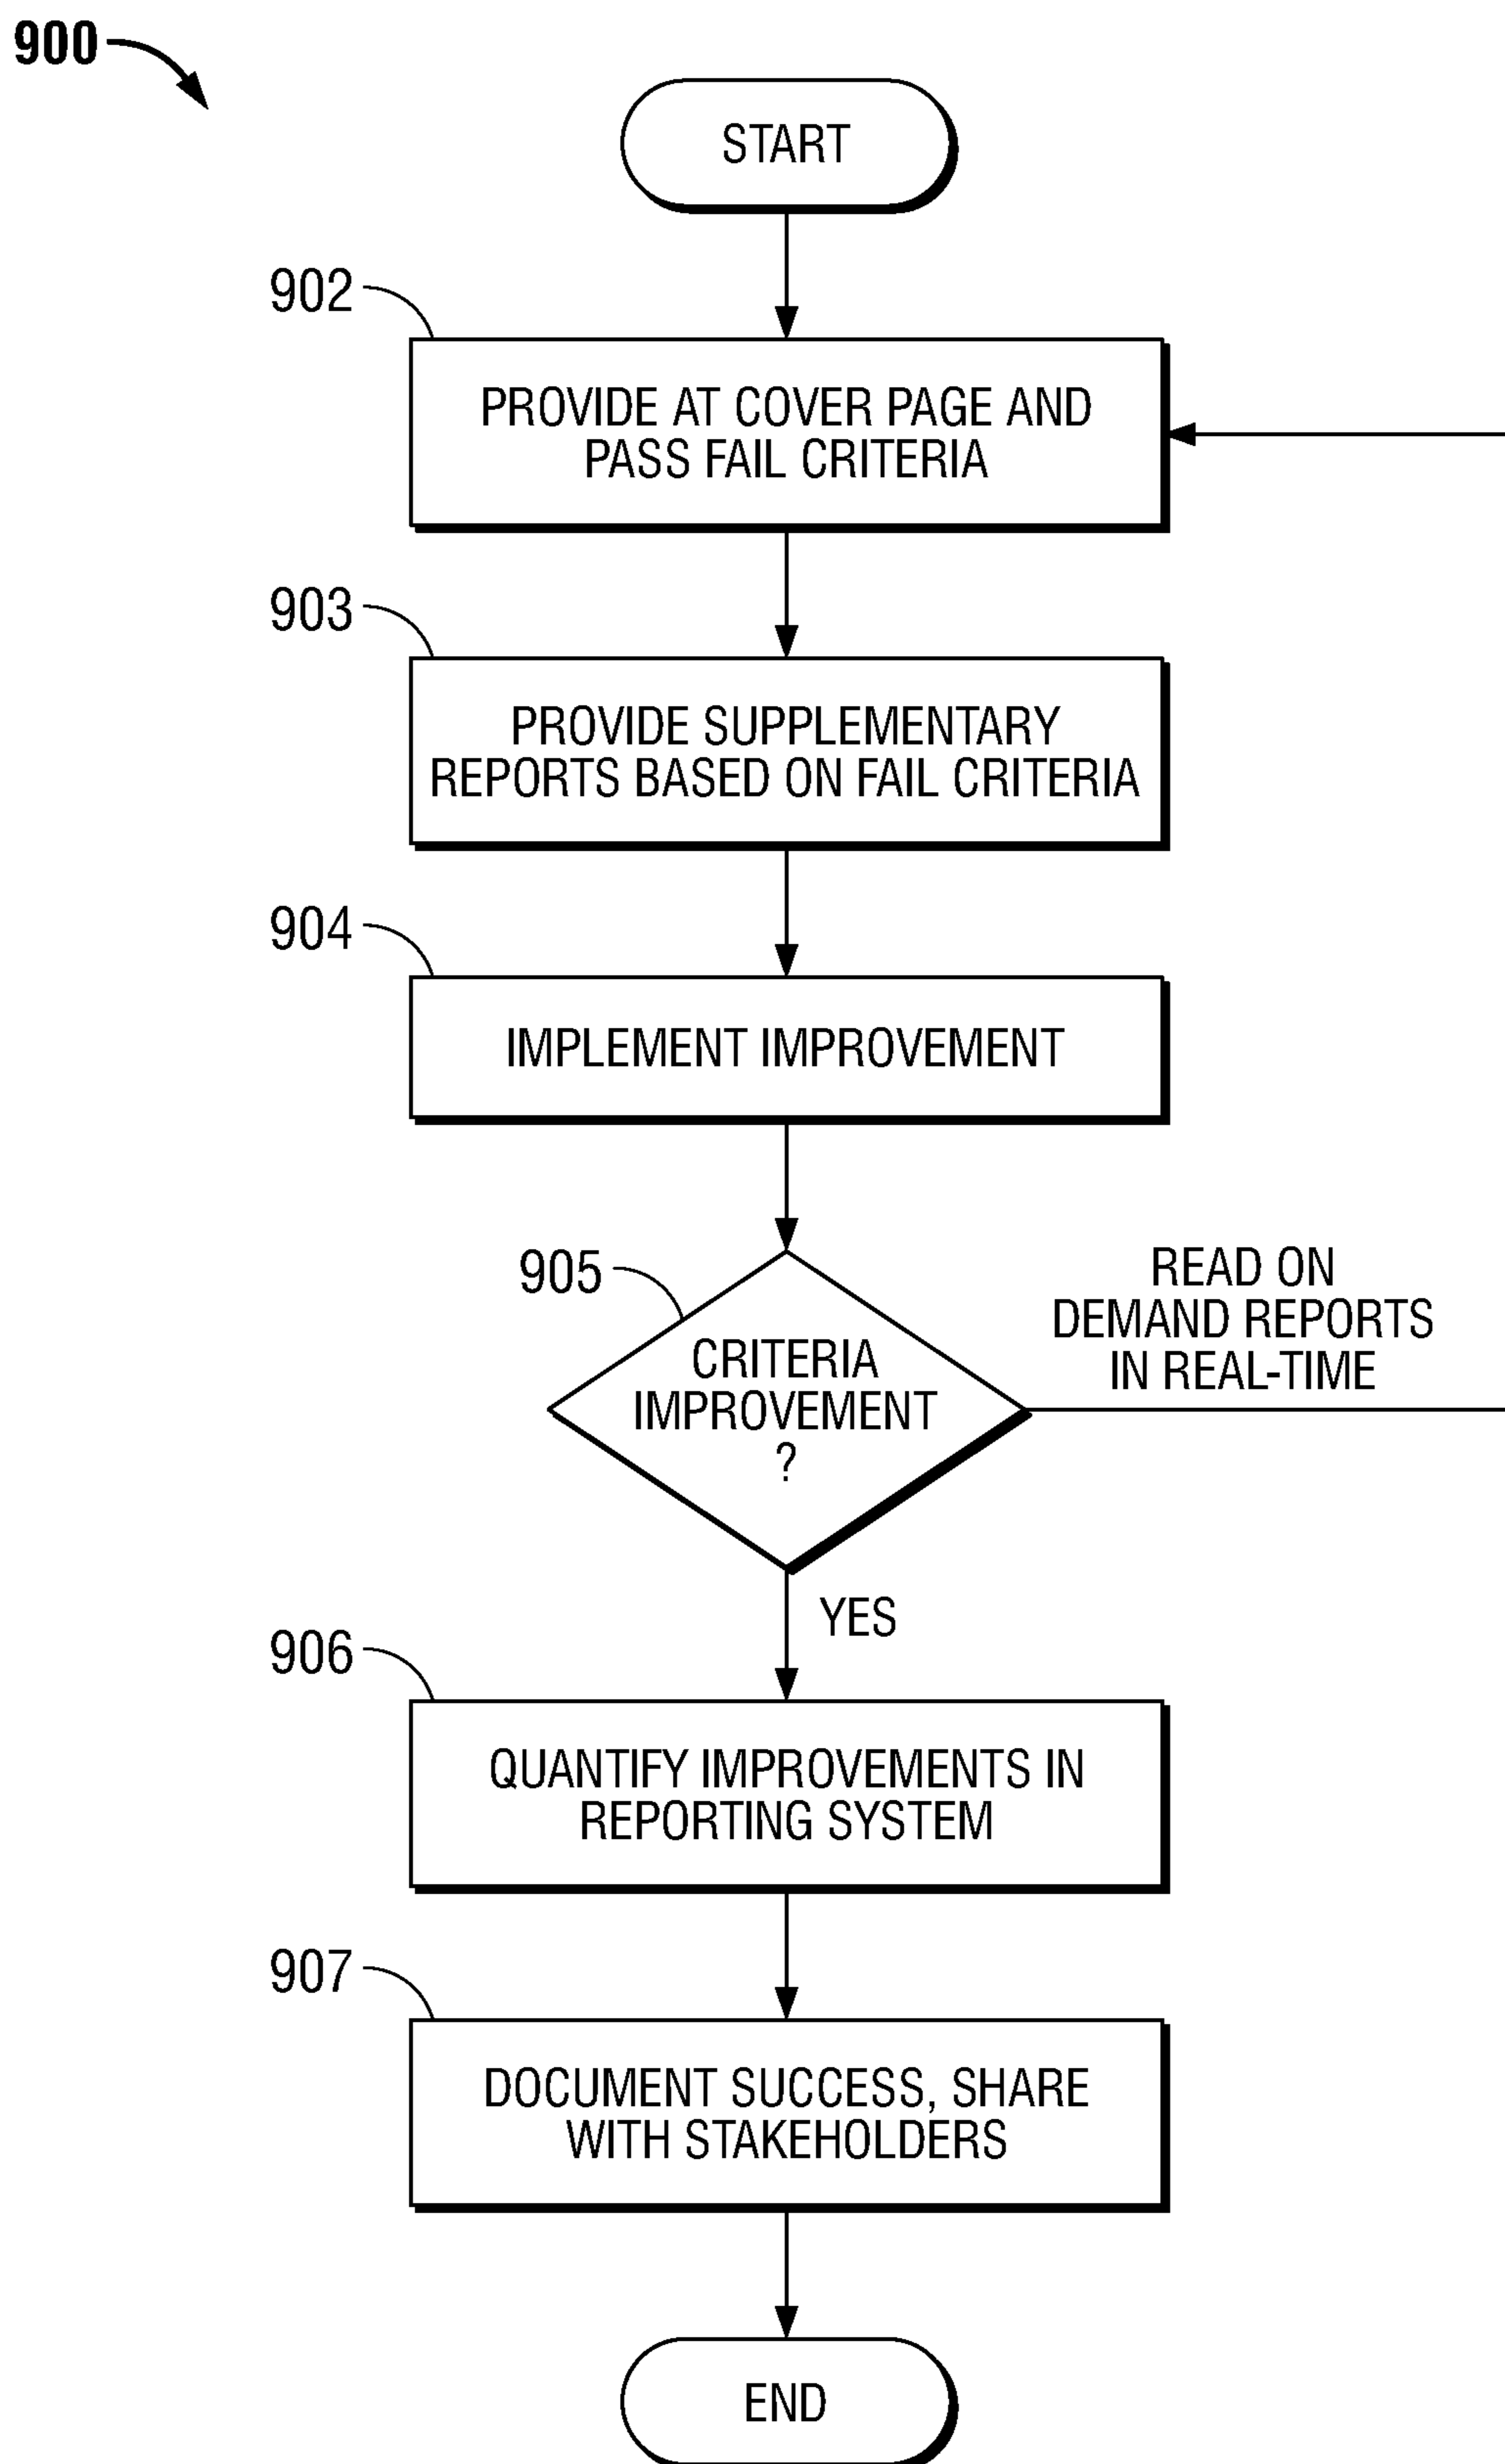 900
START
902
PROVIDE AT COVER PAGE AND
PASS FAIL CRITERIA
903
PROVIDE SUPPLEMENTARY
REPORTS BASED ON FAIL CRITERIA
904
IMPLEMENT IMPROVEMENT
905
CRITERIA
IMPROVEMENT
?
READ ON
DEMAND REPORTS
IN REAL-TIME
YES
906
QUANTIFY IMPROVEMENTS IN
REPORTING SYSTEM
907
DOCUMENT SUCCESS, SHARE
WITH STAKEHOLDERS
END